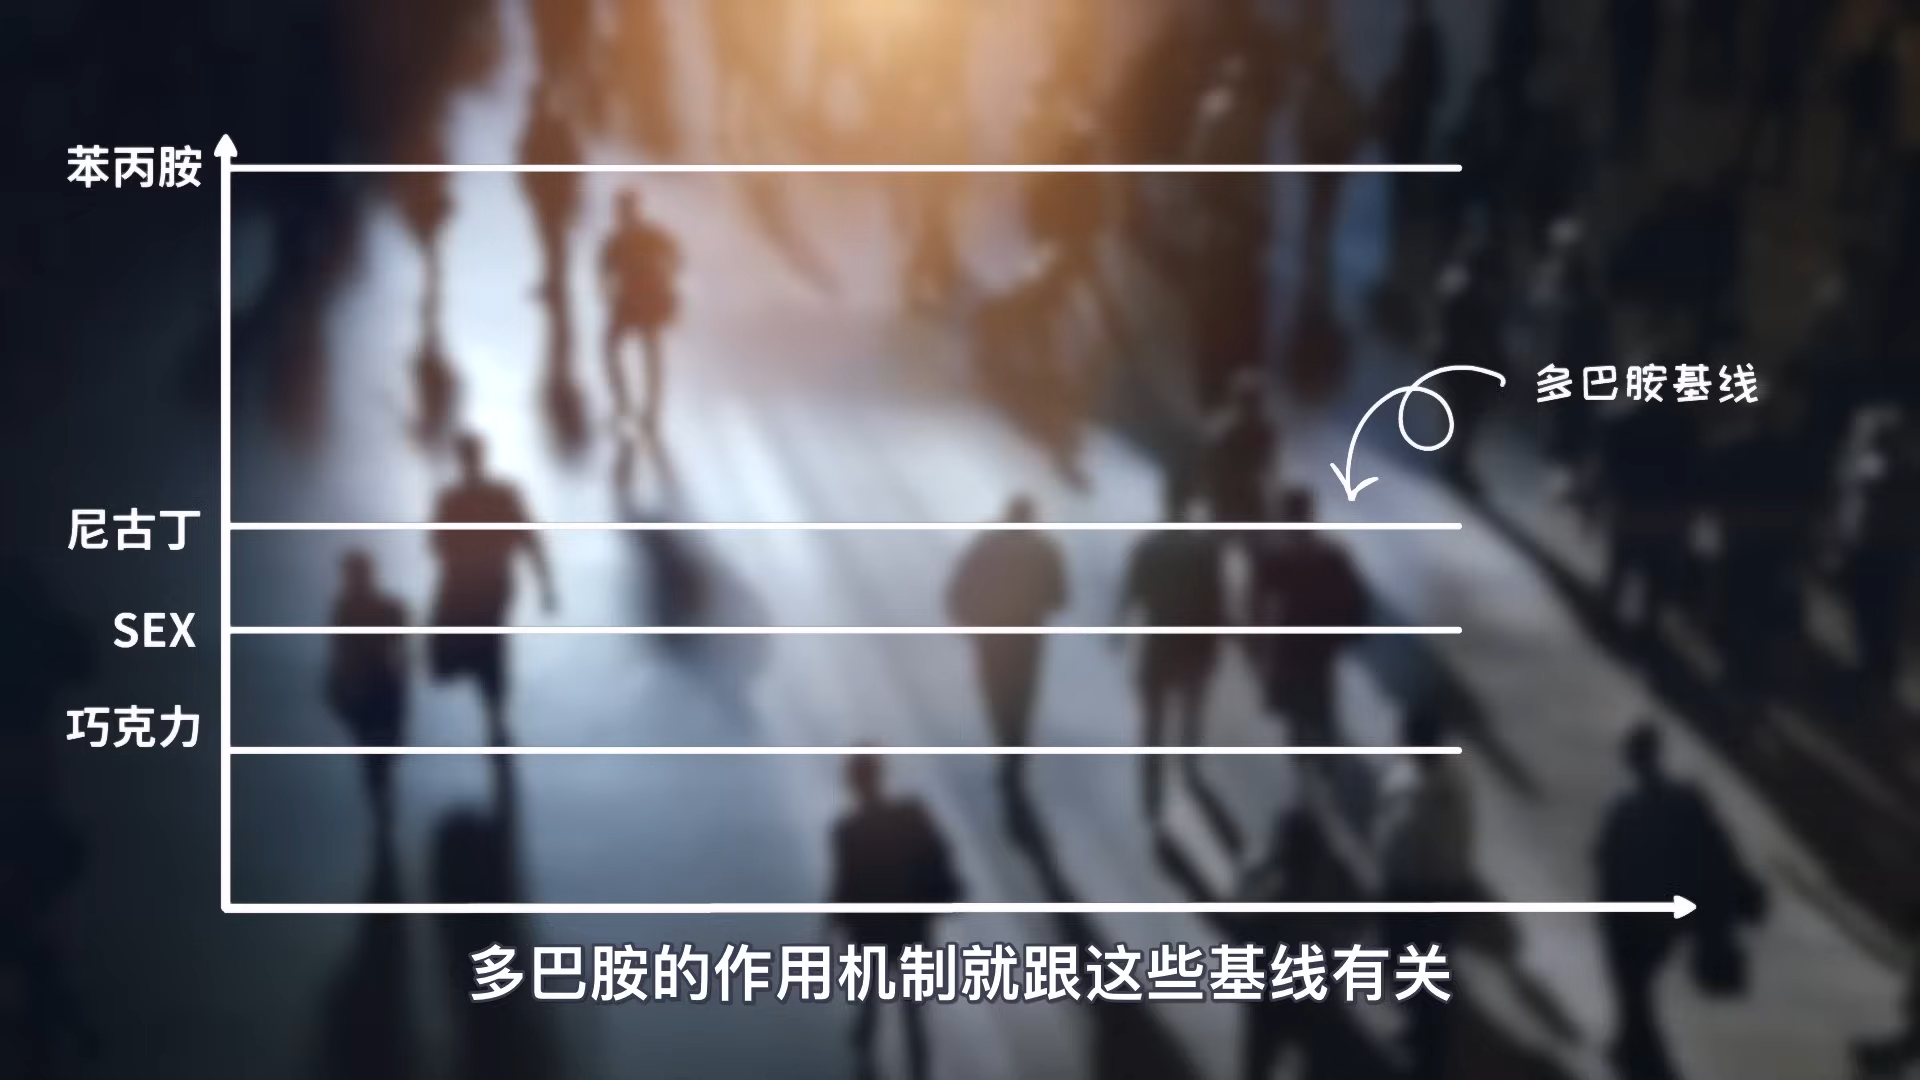 苯丙胺
多巴胺基线
尼古丁
SEX
巧克力
多巴胺的作用机制就跟这些基线有关